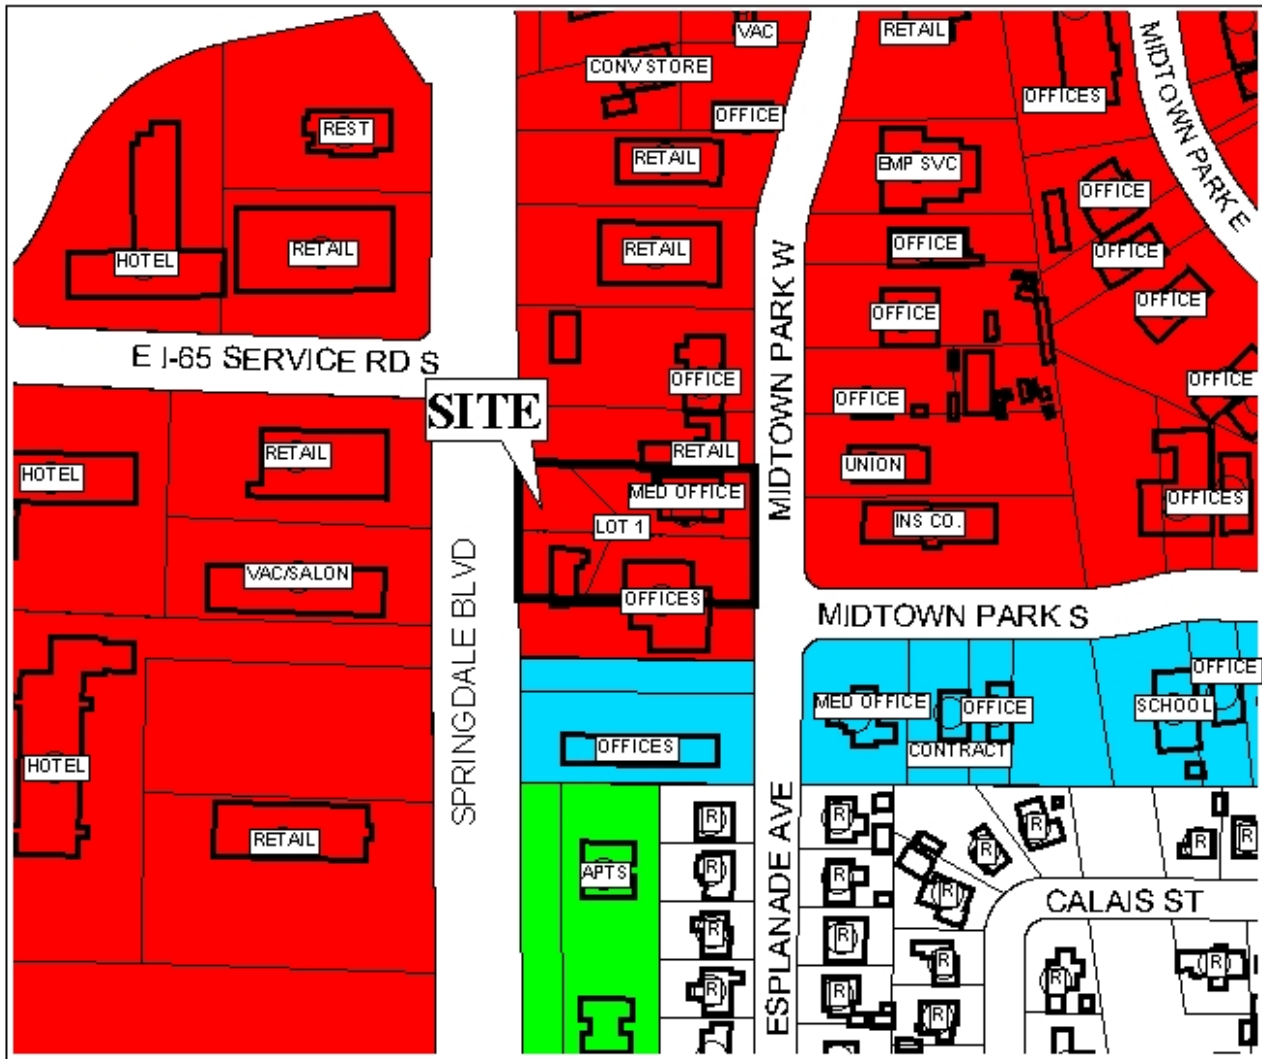 VAC
RETAIL
MIDTOWN PARK E
CONV STORE
OFFICES
OFFICE
REST
RETAIL
EMP SVC
OFFICE
HOTEL
RETAIL
RETAIL
OFFICE
OFFICE
MIDTOWN PARK W
OFFICE
OFFICE
E I-65 SERVICE RD S
OFFICE
OFFICE
OFFICE
SITE
RETAIL
RETAIL
HOTEL
UNION
MED OFFICE
OFFICES
LOT 1
INS CO.
VAC/SALON
OFFICES
SPRINGDALE BLVD
MIDTOWN PARK S
OFFICE
MED OFFICE
OFFICE
SCHOOL
OFFICES
CONTRACT
HOTEL
R
R
R
R
R
R
RETAIL
APTS
R
R
R
CALAIS ST
ESPLANADE AVE
R
R
R
R
R
R
R
R
R